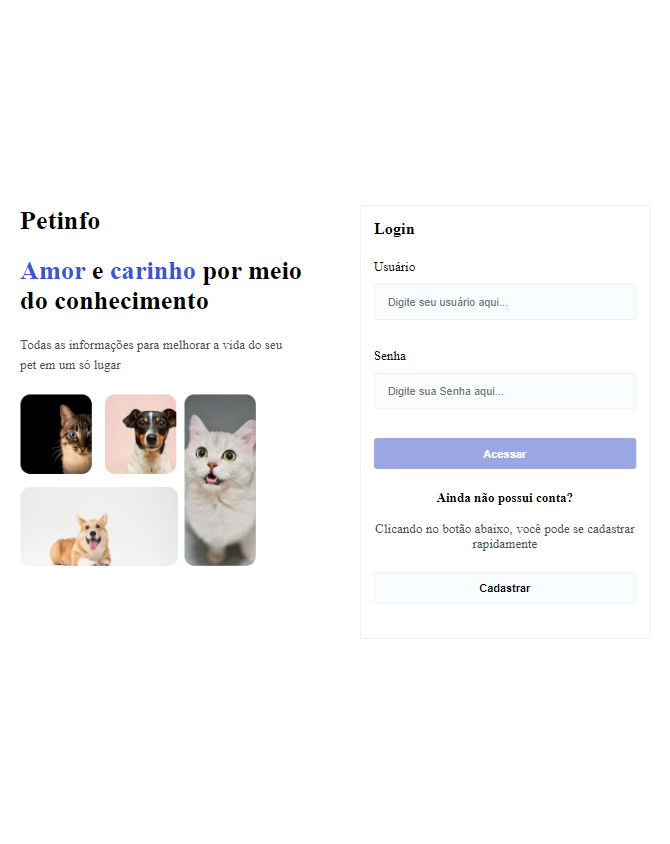 Petinfo
Amor e carinho por meio
do conhecimento
Todas as informações para melhorar a vida do seu
pet em um só lugar
Login
Usuário
Digite seu usuário aqui...
Senha
Digite sua Senha aqui...
Acessar
Ainda não possui conta?
Clicando no botão abaixo, você pode se cadastrar
rapidamente
Cadastrar